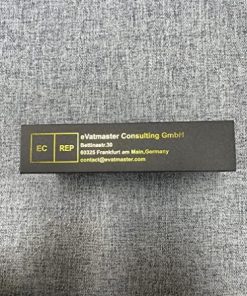 EC REP
eVatmaster Consulting GmbH
Bettinastr.30
60325 Frankfurt am Main,Germany
contact@evatmaster.com